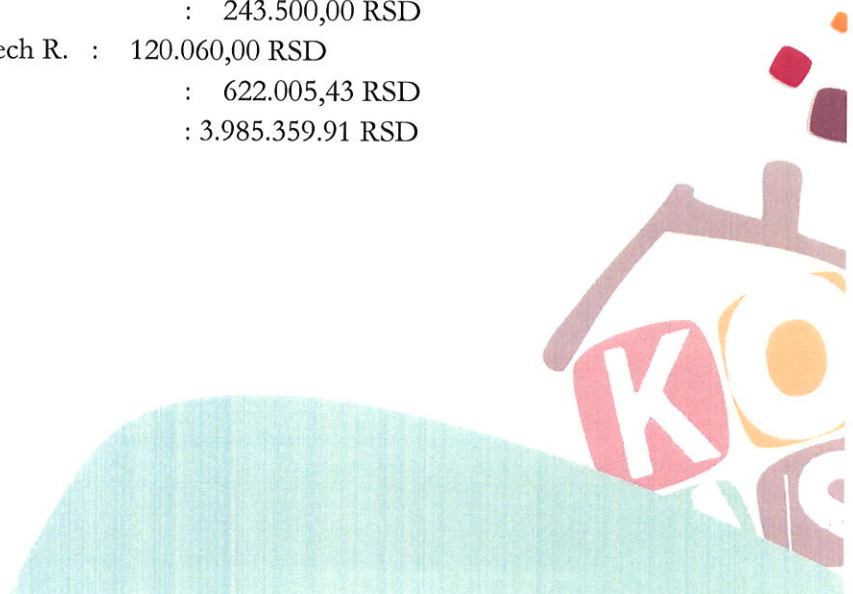 : 243.500,00 RSD
ech R. : 120.060,00 RSD
: 622.005,43 RSD
: 3.985.359.91 RSD
K